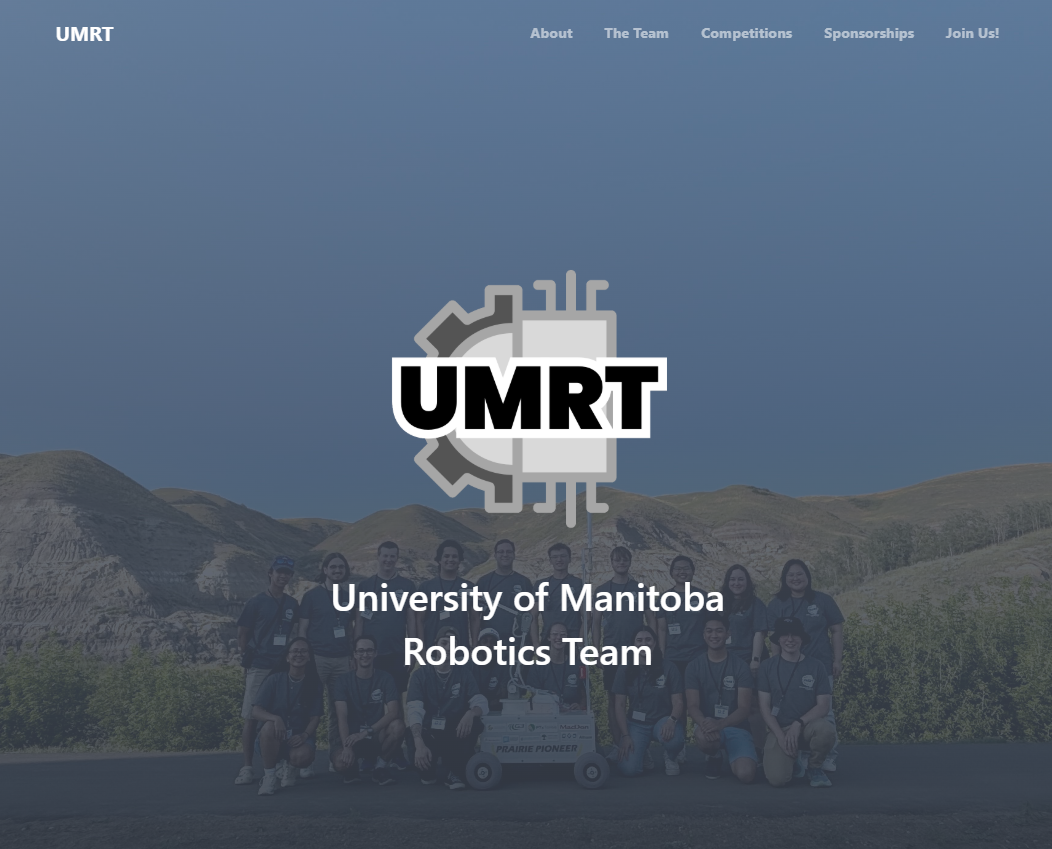 UMRT
About
The Team
Competitions
Sponsorships
Join Us!
UMRT
University of Manitoba
Robotics Team
PRAIRIE PIONEER